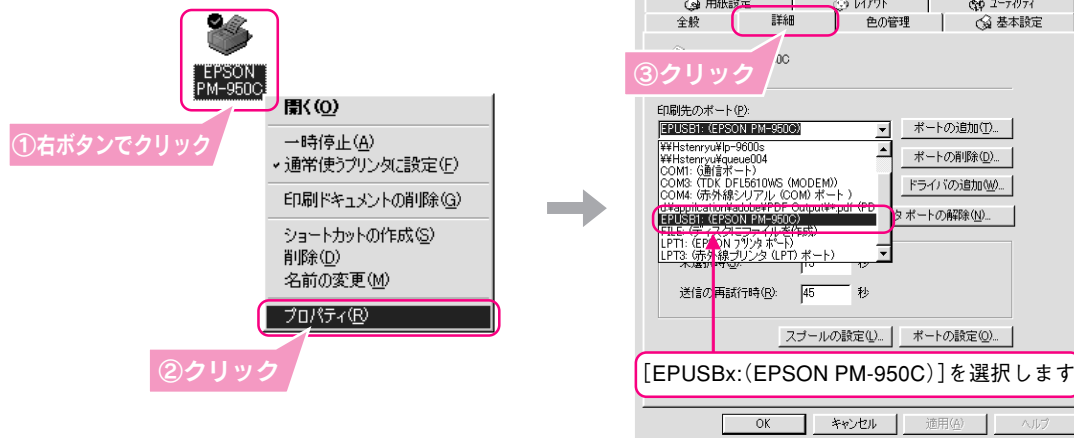 EPSON
PM-950C
①右ボタンでクリック
開く(O)
一時停止(A)
通常使うプリンタに設定(F)
印刷ドキュメントの削除(G)
ショートカットの作成(S)
削除(D)
名前の変更(M)
プロパティ(R)
②クリック
用紙設定
レイアウト
ユーティリティ
全般
詳細
色の管理
基本設定
③クリック
印刷先のポート(P):
EPUSB1: (EPSON PM-950C)
ポートの追加(T)...
¥¥Hstenryu¥lp-9600s
¥¥Hstenryu¥queue004
COM1: (通信ポート)
COM3: (TDK DFL5610WS (MODEM))
COM4: (赤外線シリアル (COM) ポート )
d¥application¥adobe¥PDF Output¥*.pdf (PD
EPUSB1: (EPSON PM-950C)
FILE: (ディスクにファイルを作成)
LPT1: (EPSON プリンタ ポート)
LPT3: (赤外線プリンタ (LPT) ポート)
ポートの削除(D)...
ドライバの追加(W)...
タ ポートの解除(N)...
15 秒
送信の再試行時(R): 45 秒
スプールの設定(L)...
ポートの設定(O)...
[EPUSBx:(EPSON PM-950C)]を選択します
OK
キャンセル
適用(A)
ヘルプ